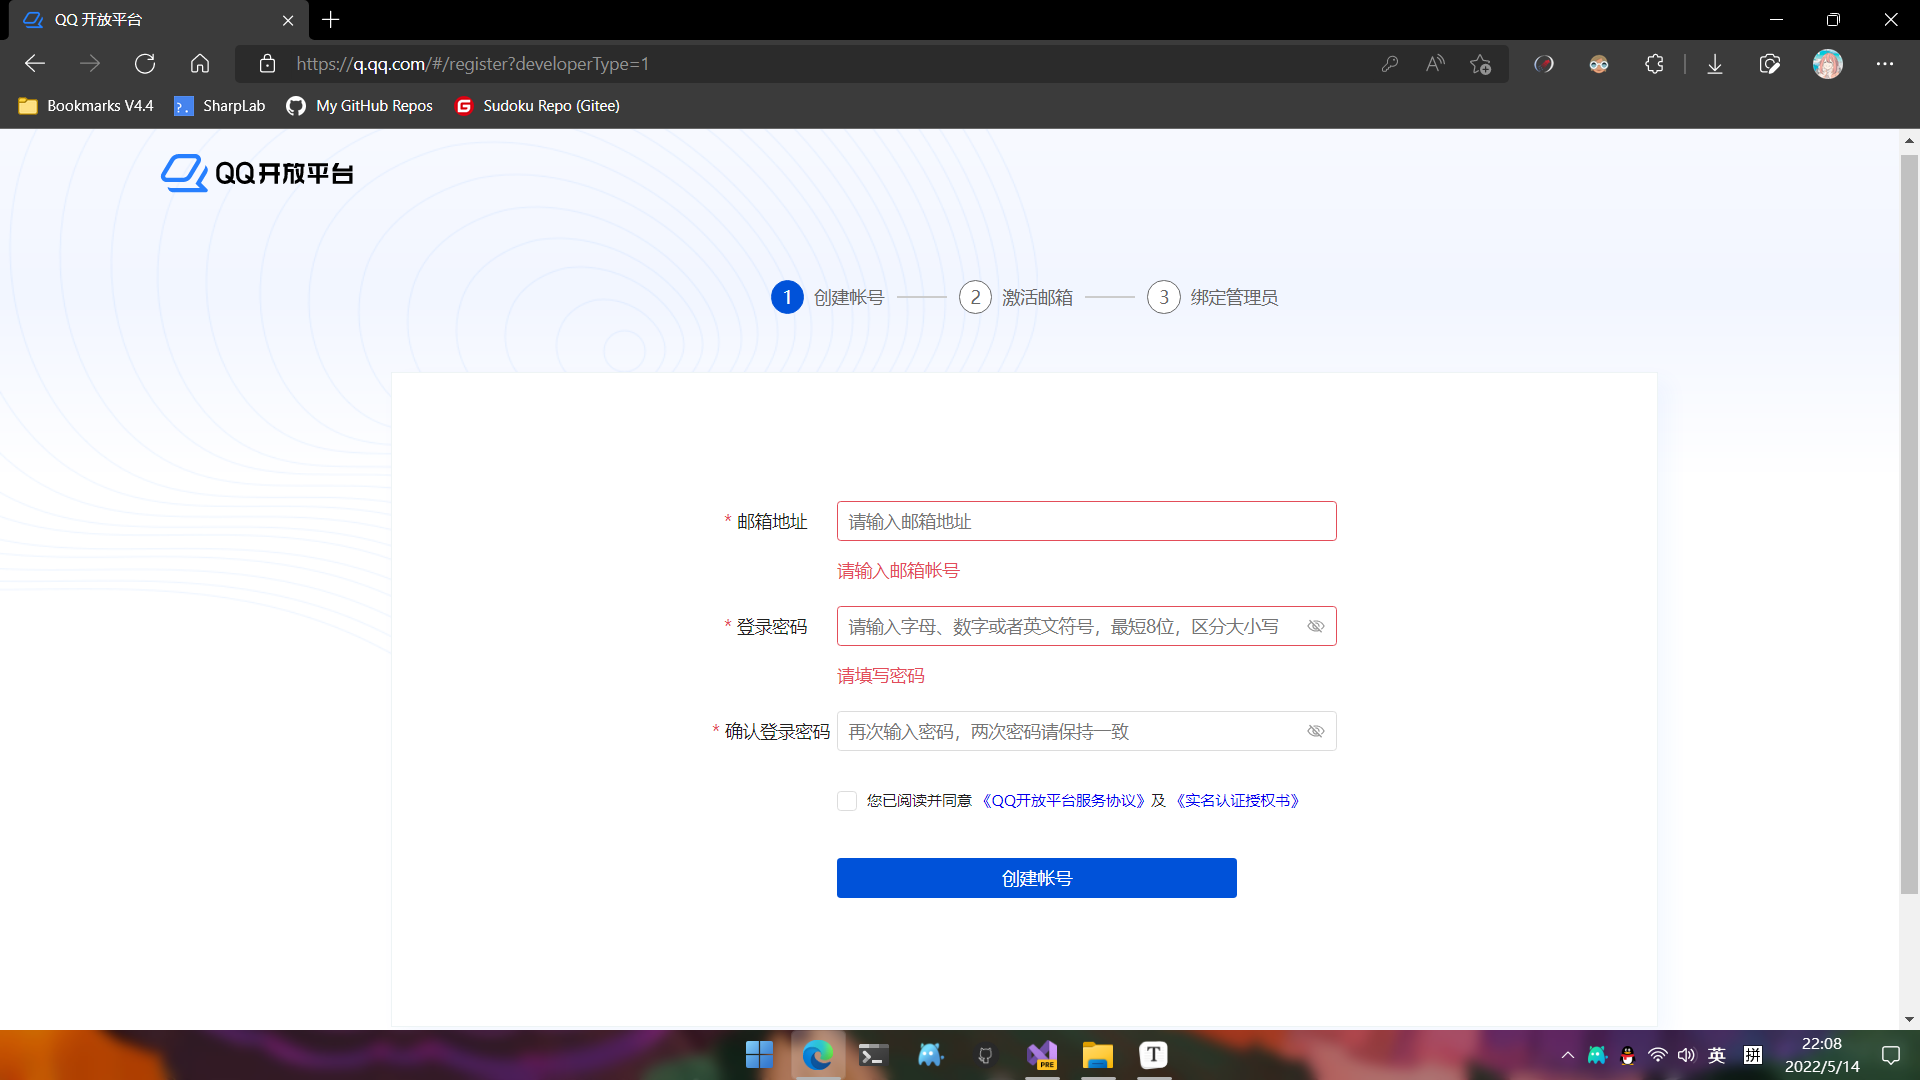 QQ 开放平台
https://q.qq.com/#/register?developerType=1
Bookmarks V4.4
SharpLab
My GitHub Repos
Sudoku Repo (Gitee)
QQ开放平台
1 创建帐号
2 激活邮箱
3 绑定管理员
* 邮箱地址
请输入邮箱地址
请输入邮箱帐号
* 登录密码
请输入字母、数字或者英文符号，最短8位，区分大小写
请填写密码
* 确认登录密码
再次输入密码，两次密码请保持一致
您已阅读并同意 《QQ开放平台服务协议》及 《实名认证授权书》
创建帐号
PRE
T
英
拼
22:08
2022/5/14